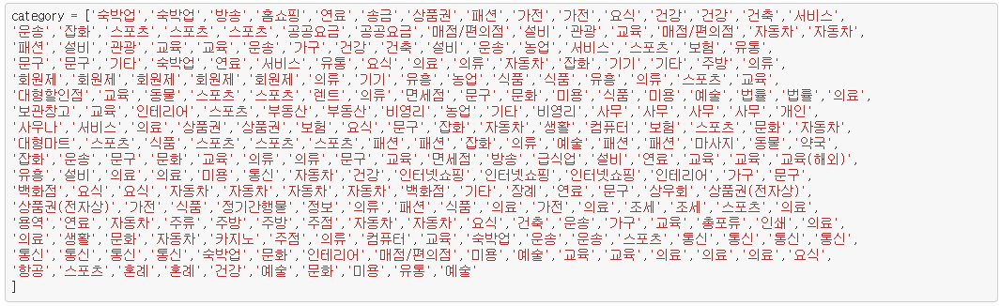 category = ['숙박업','숙박업','방송','홈쇼핑','연료','송금','상품권','패션','가전','가전','요식','건강','건강','건축','서비스',
'운송','잡화','스포츠','스포츠','스포츠','공공요금','공공요금','매점/편의점','설비','관광','교육','매점/편의점','자동차','자동차',
'패션','설비','관광','교육','교육','운송','가구','건강','건축','설비','운송','농업','서비스','스포츠','보험','유통',
'문구','문구','기타','숙박업','연료','서비스','유통','요식','의료','의류','자동차','잡화','기기','기타','주방','의류',
'회원제','회원제','회원제','회원제','회원제','의류','기기','유흥','농업','식품','식품','유흥','의류','스포츠','교육',
'대형할인점','교육','동물','스포츠','스포츠','렌트','의류','면세점','문구','문화','미용','식품','미용','예술','법률','법률','의료',
'보관창고','교육','인테리어','스포츠','부동산','부동산','비영리','농업','기타','비영리','사무','사무','사무','사무','개인',
'사우나','서비스','의료','상품권','상품권','보험','요식','문구','잡화','자동차','생활','컴퓨터','보험','스포츠','문화','자동차',
'대형마트','스포츠','식품','스포츠','스포츠','스포츠','패션','패션','잡화','의류','예술','패션','패션','마사지','동물','약국',
'잡화','운송','문구','문화','교육','의류','의류','문구','교육','면세점','방송','급식업','설비','연료','교육','교육','교육(해외)',
'유흥','설비','의료','의료','미용','통신','자동차','건강','인터넷쇼핑','인터넷쇼핑','인터넷쇼핑','인테리어','가구','문구',
'백화점','요식','요식','자동차','자동차','자동차','자동차','백화점','기타','장례','연료','문구','상우회','상품권(전자상)',
'상품권(전자상)','가전','식품','정기간행물','정보','의류','패션','식품','의료','가전','의료','조세','조세','스포츠','의료',
'용역','연료','자동차','주류','주방','주방','주점','자동차','자동차','요식','건축','운송','가구','교육','총포류','인쇄','의료',
'의료','생활','문화','자동차','카지노','주점','의류','컴퓨터','교육','숙박업','운송','운송','스포츠','통신','통신','통신','통신',
'통신','통신','통신','통신','숙박업','문화','인테리어','매점/편의점','미용','예술','교육','교육','의료','의료','의료','요식',
'항공','스포츠','혼례','혼례','건강','예술','문화','미용','유통','예술'
]